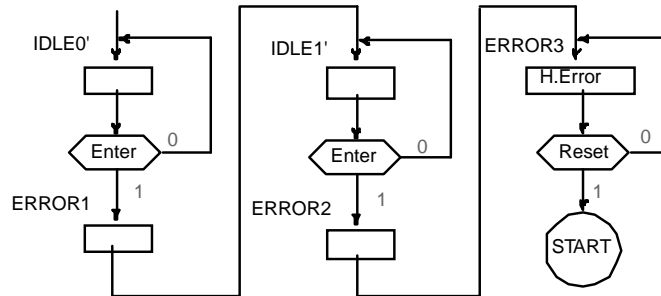 IDLE0'
Enter
0
1
ERROR1
IDLE1'
Enter
0
1
ERROR2
ERROR3
H.Error
Reset
0
1
START